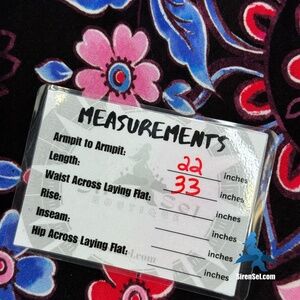 MEASUREMENTS
Armpit to Armpit: 22 inches
Length: 33 inches
Waist Across Laying Flat: inches
Rise: inches
Inseam: inches
Hip Across Laying Flat: inches
SirenSel.com